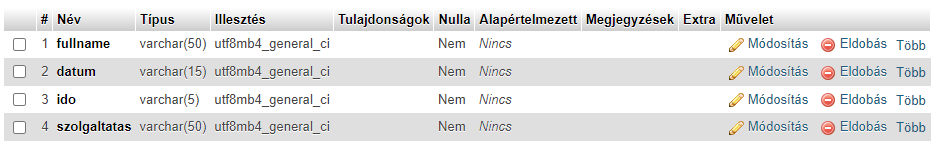 # Név Típus Illesztés Tulajdonságok Nulla Alapértelmezett Megjegyzések Extra Művelet
1 fullname varchar(50) utf8mb4_general_ci Nem Nincs Módosítás Eldobás Több
2 datum varchar(15) utf8mb4_general_ci Nem Nincs Módosítás Eldobás Több
3 ido varchar(5) utf8mb4_general_ci Nem Nincs Módosítás Eldobás Több
4 szolgaltatas varchar(50) utf8mb4_general_ci Nem Nincs Módosítás Eldobás Több